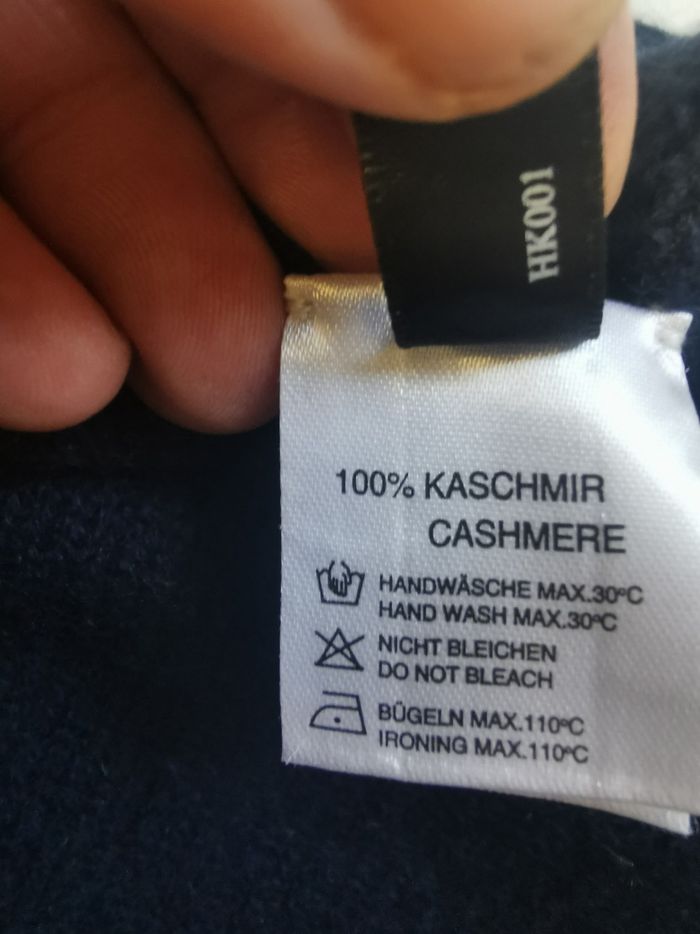 HK001
100% KASCHMIR
CASHMERE
HANDWÄSCHE MAX.30°C
HAND WASH MAX.30°C
NICHT BLEICHEN
DO NOT BLEACH
BÜGELN MAX.110°C
IRONING MAX.110°C